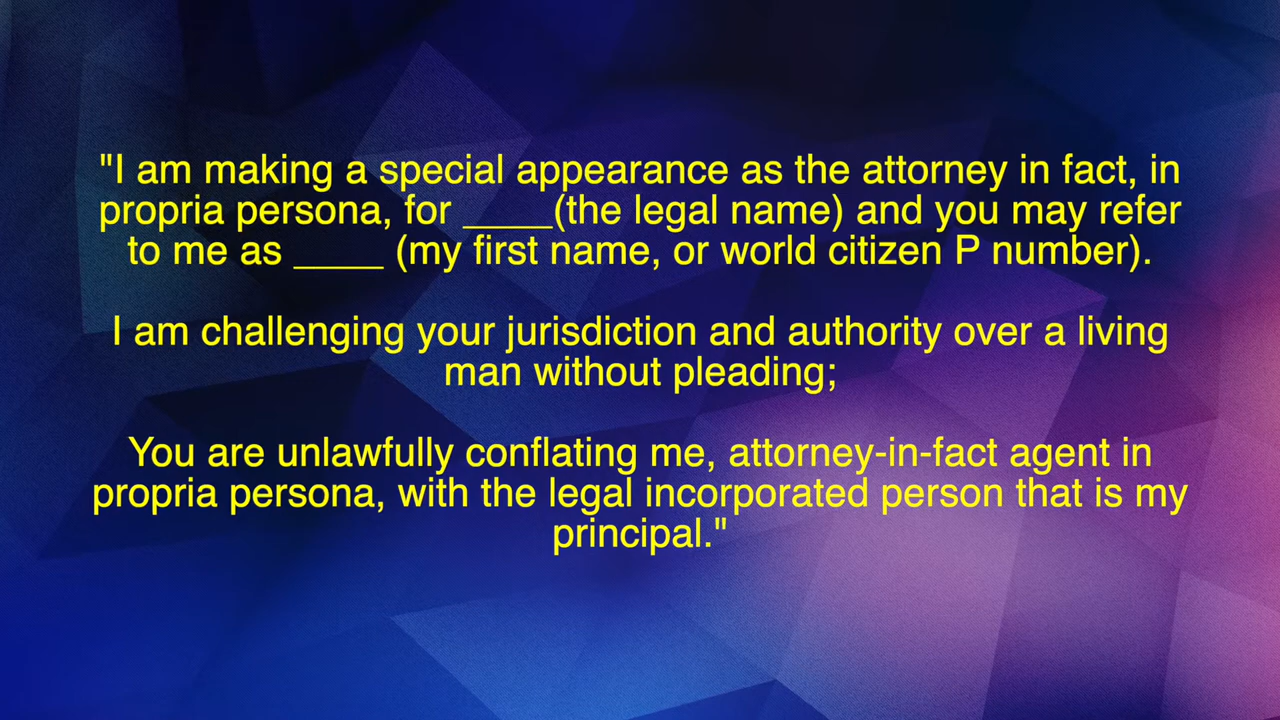 "I am making a special appearance as the attorney in fact, in
propria persona, for ____(the legal name) and you may refer
to me as ____ (my first name, or world citizen P number).
I am challenging your jurisdiction and authority over a living
man without pleading;
You are unlawfully conflating me, attorney-in-fact agent in
propria persona, with the legal incorporated person that is my
principal."